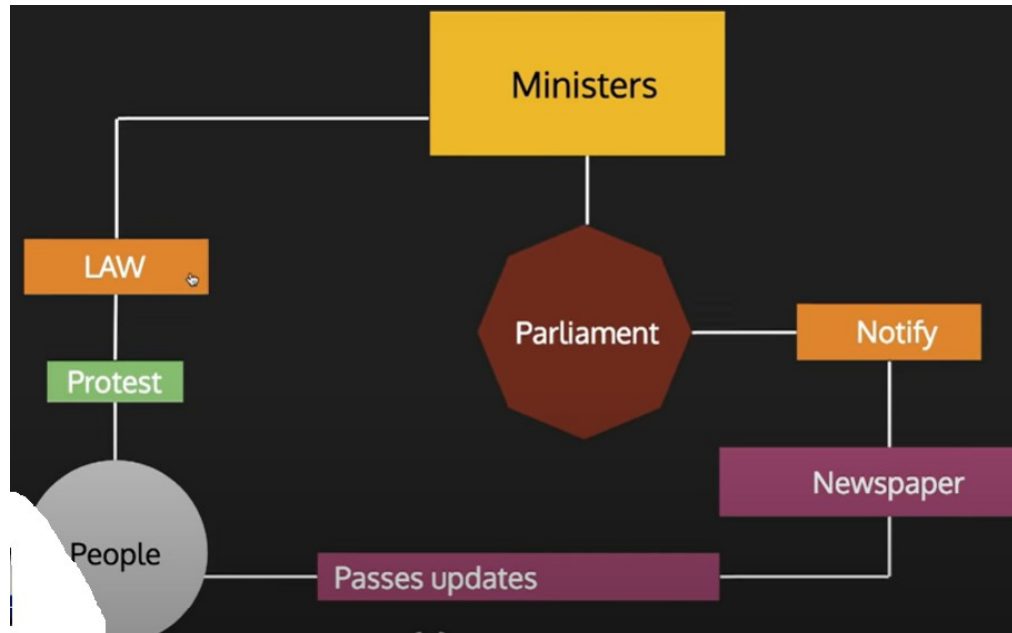 Ministers
LAW
Parliament
Notify
Protest
Newspaper
People
Passes updates